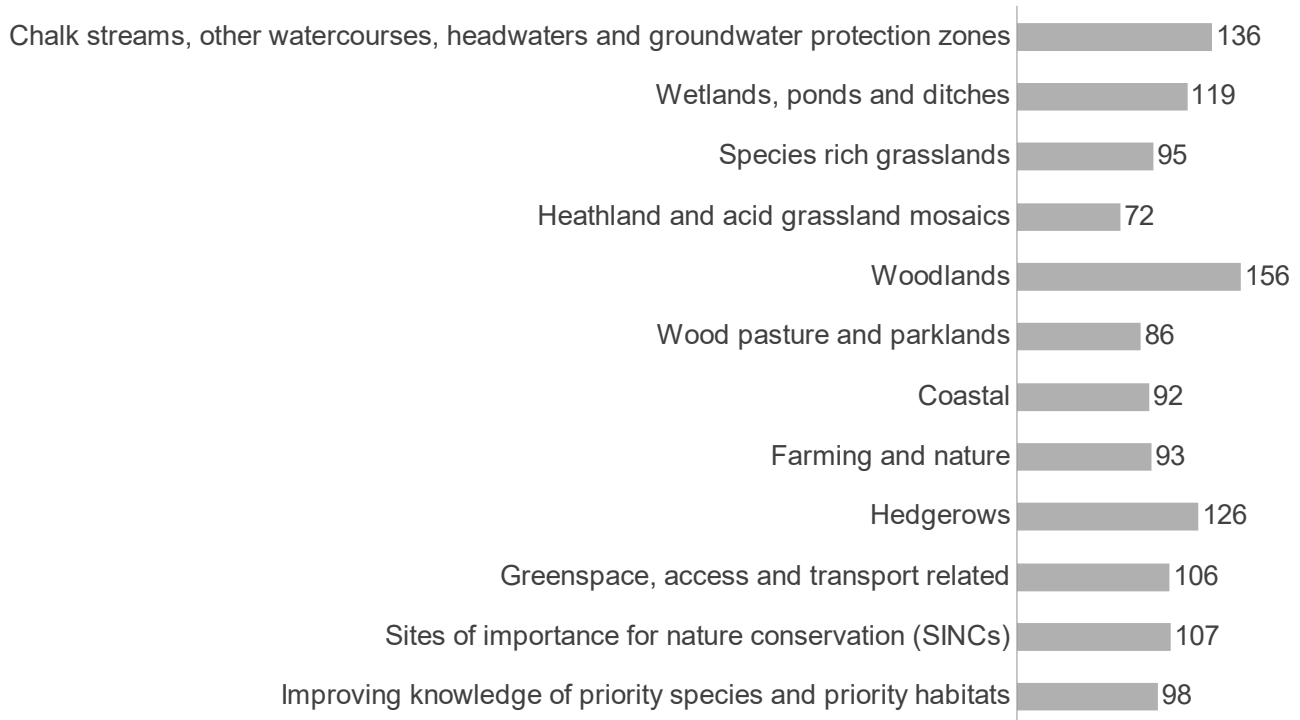 Chalk streams, other watercourses, headwaters and groundwater protection zones 136
Wetlands, ponds and ditches 119
Species rich grasslands 95
Heathland and acid grassland mosaics 72
Woodlands 156
Wood pasture and parklands 86
Coastal 92
Farming and nature 93
Hedgerows 126
Greenspace, access and transport related 106
Sites of importance for nature conservation (SINCs) 107
Improving knowledge of priority species and priority habitats 98